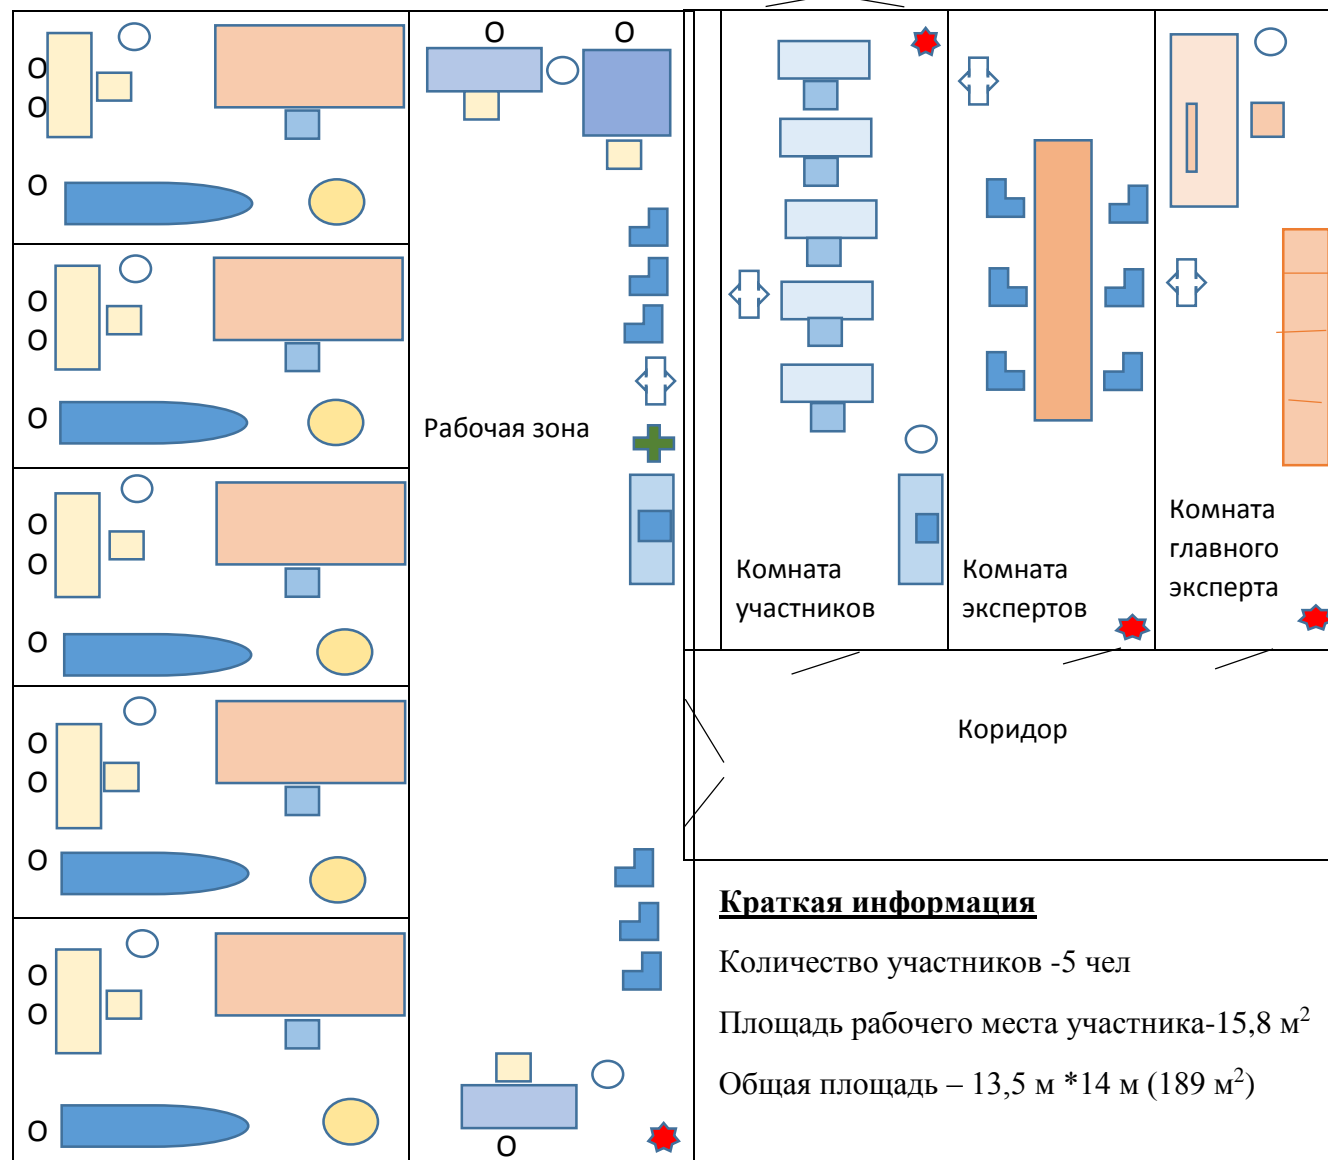 O
O
O
O
O
Рабочая зона
O
O
O
O
O
O
O
O
O
O
O
O
O
Комната
участников
Комната
экспертов
Комната
главного
эксперта
Коридор
Краткая информация
Количество участников -5 чел
Площадь рабочего места участника-15,8 м²
Общая площадь – 13,5 м *14 м (189 м²)